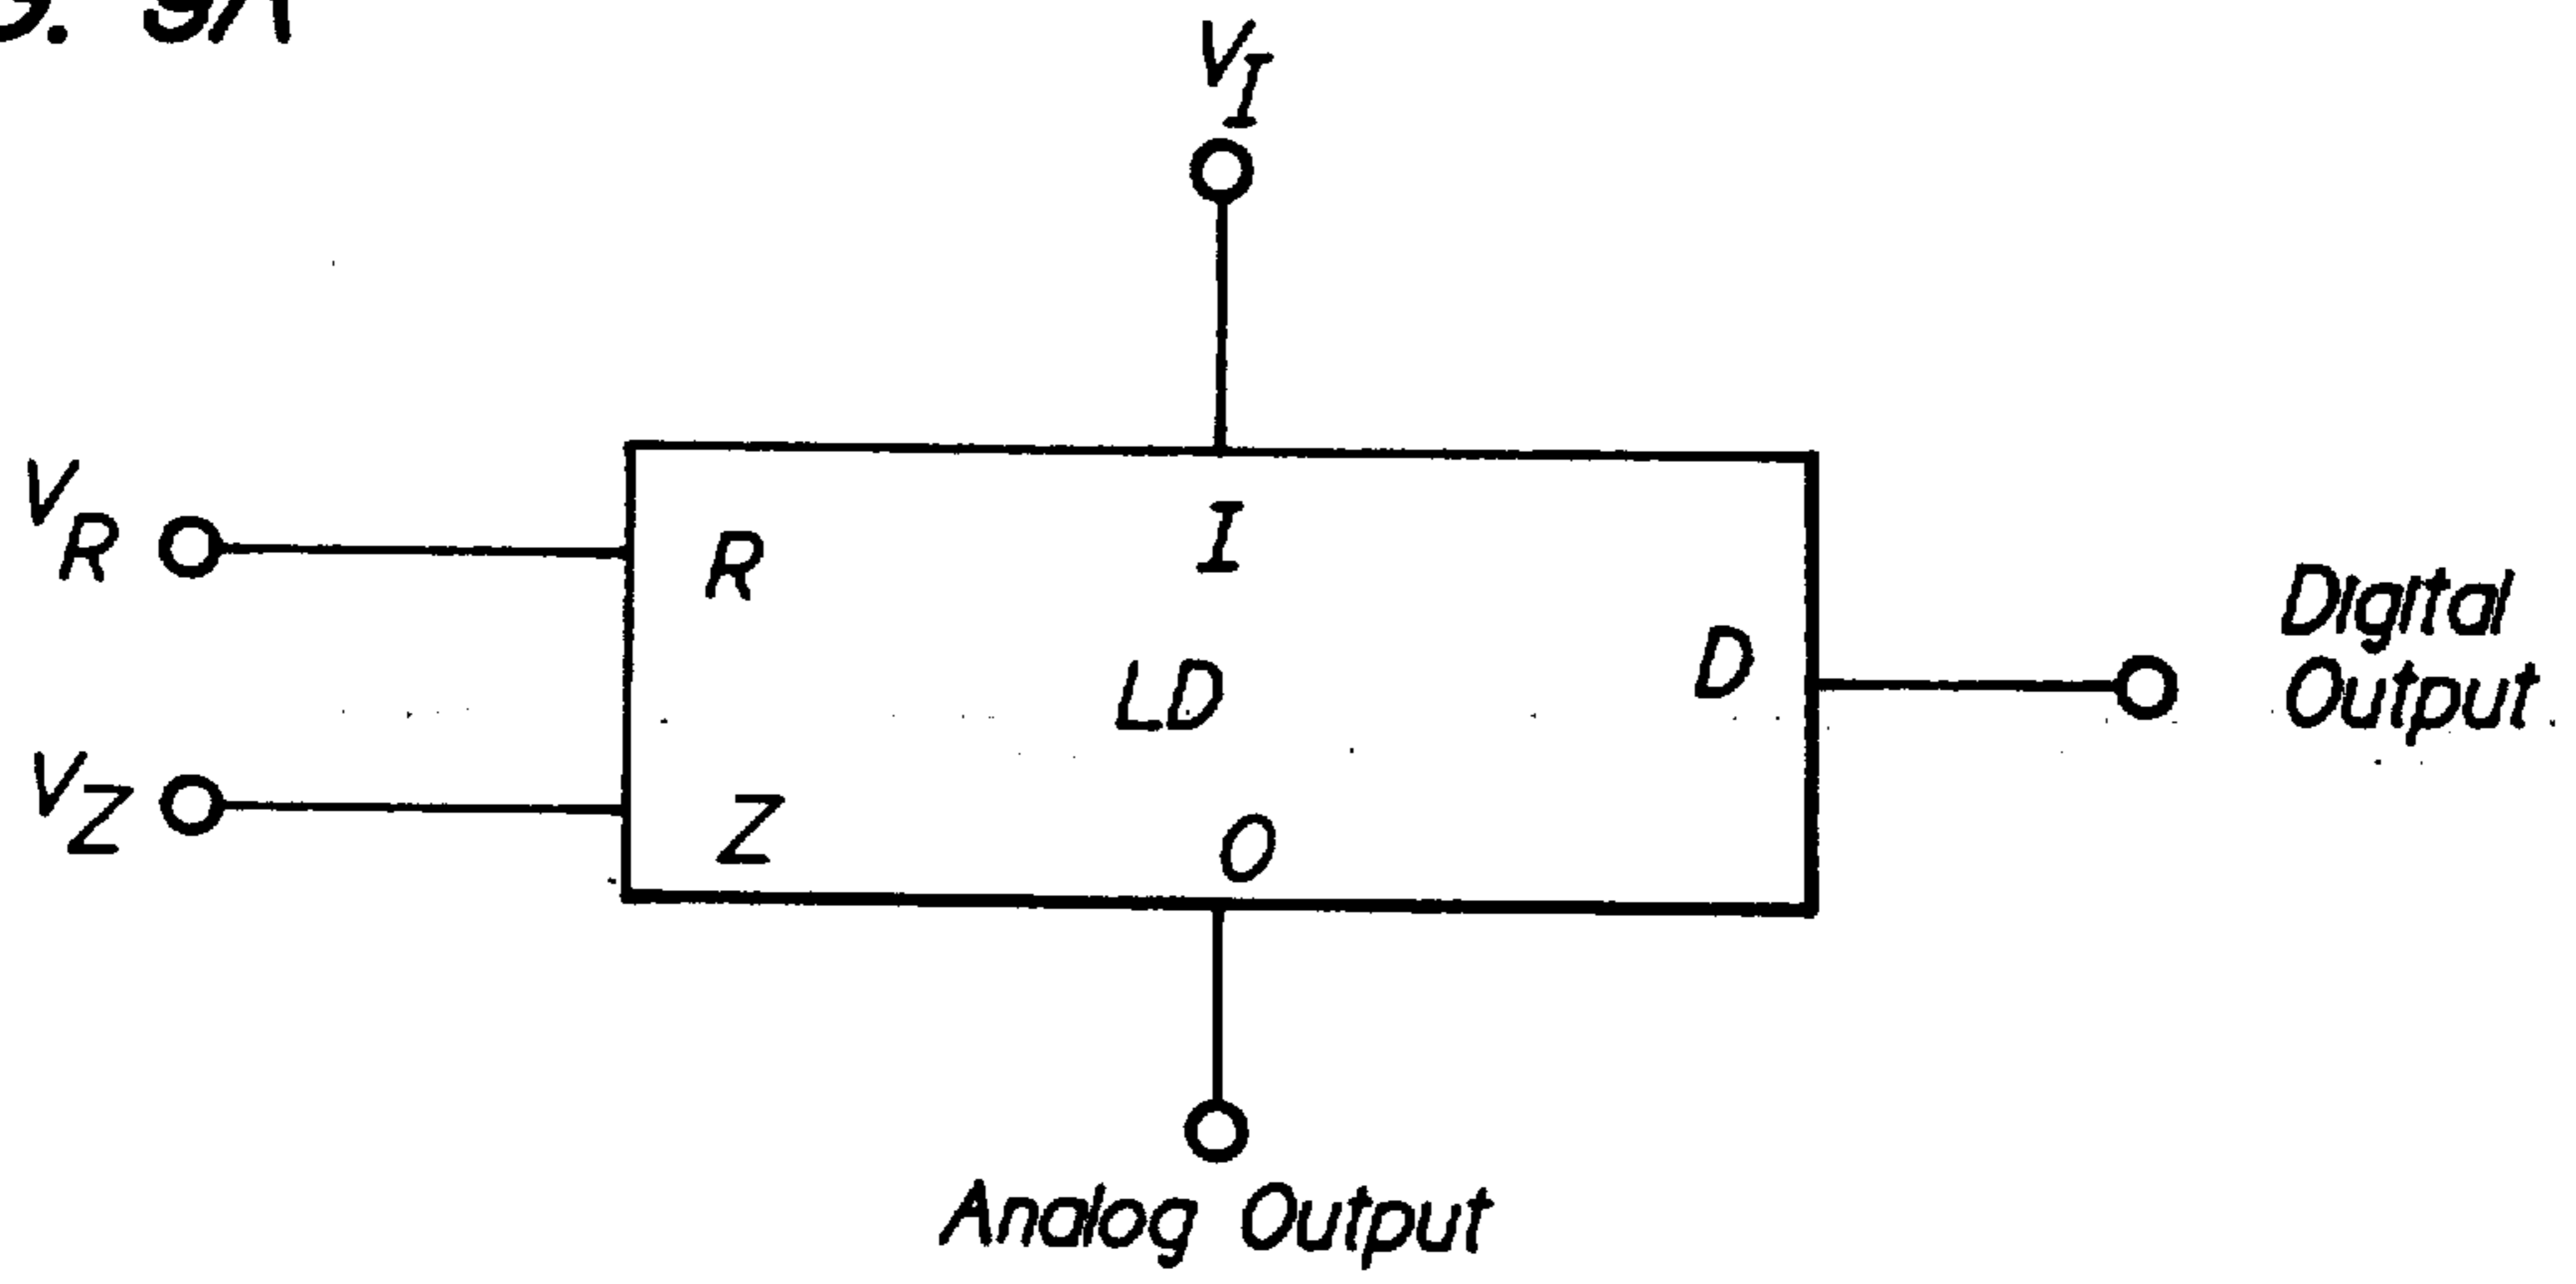 V_I
V_R
R
I
LD
D
Digital
Output
V_Z
Z
O
Analog Output